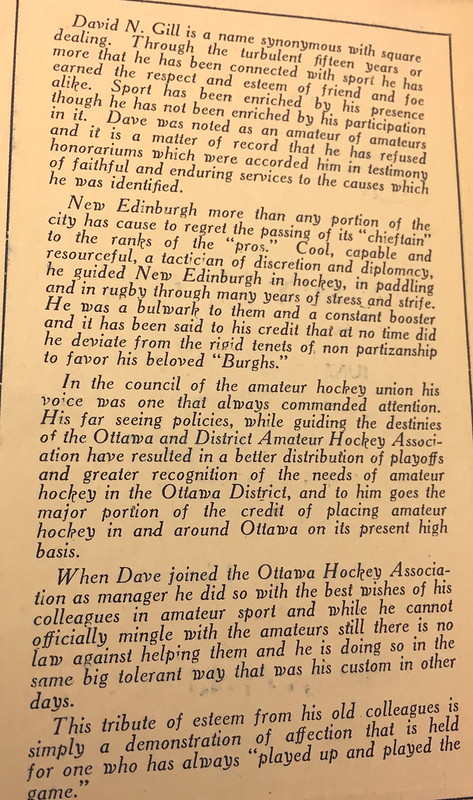 David N. Gill is a name synonymous with square
dealing. Through the turbulent fifteen years or
more that he has been connected with sport he has
earned the respect and esteem of friend and foe
alike. Sport has been enriched by his presence
though he has not been enriched by his participation
in it. Dave was noted as an amateur of amateurs
and it is a matter of record that he has refused
honorariums which were accorded him in testimony
of faithful and enduring services to the causes which
he was identified.
New Edinburgh more than any portion of the
city has cause to regret the passing of its "chieftain"
to the ranks of the "pros." Cool, capable and
resourceful, a tactician of discretion and diplomacy,
he guided New Edinburgh in hockey, in paddling
and in rugby through many years of stress and strife.
He was a bulwark to them and a constant booster
and it has been said to his credit that at no time did
he deviate from the rigid tenets of non partizanship
to favor his beloved "Burghs."
In the council of the amateur hockey union his
voice was one that always commanded attention.
His far seeing policies, while guiding the destinies
of the Ottawa and District Amateur Hockey Associ-
ation have resulted in a better distribution of playoffs
and greater recognition of the needs of amateur
hockey in the Ottawa District, and to him goes the
major portion of the credit of placing amateur
hockey in and around Ottawa on its present high
basis.
When Dave joined the Ottawa Hockey Associa-
tion as manager he did so with the best wishes of his
colleagues in amateur sport and while he cannot
officially mingle with the amateurs still there is no
law against helping them and he is doing so in the
same big tolerant way that was his custom in other
days.
This tribute of esteem from his old colleagues is
simply a demonstration of affection that is held
for one who has always "played up and played the
game."